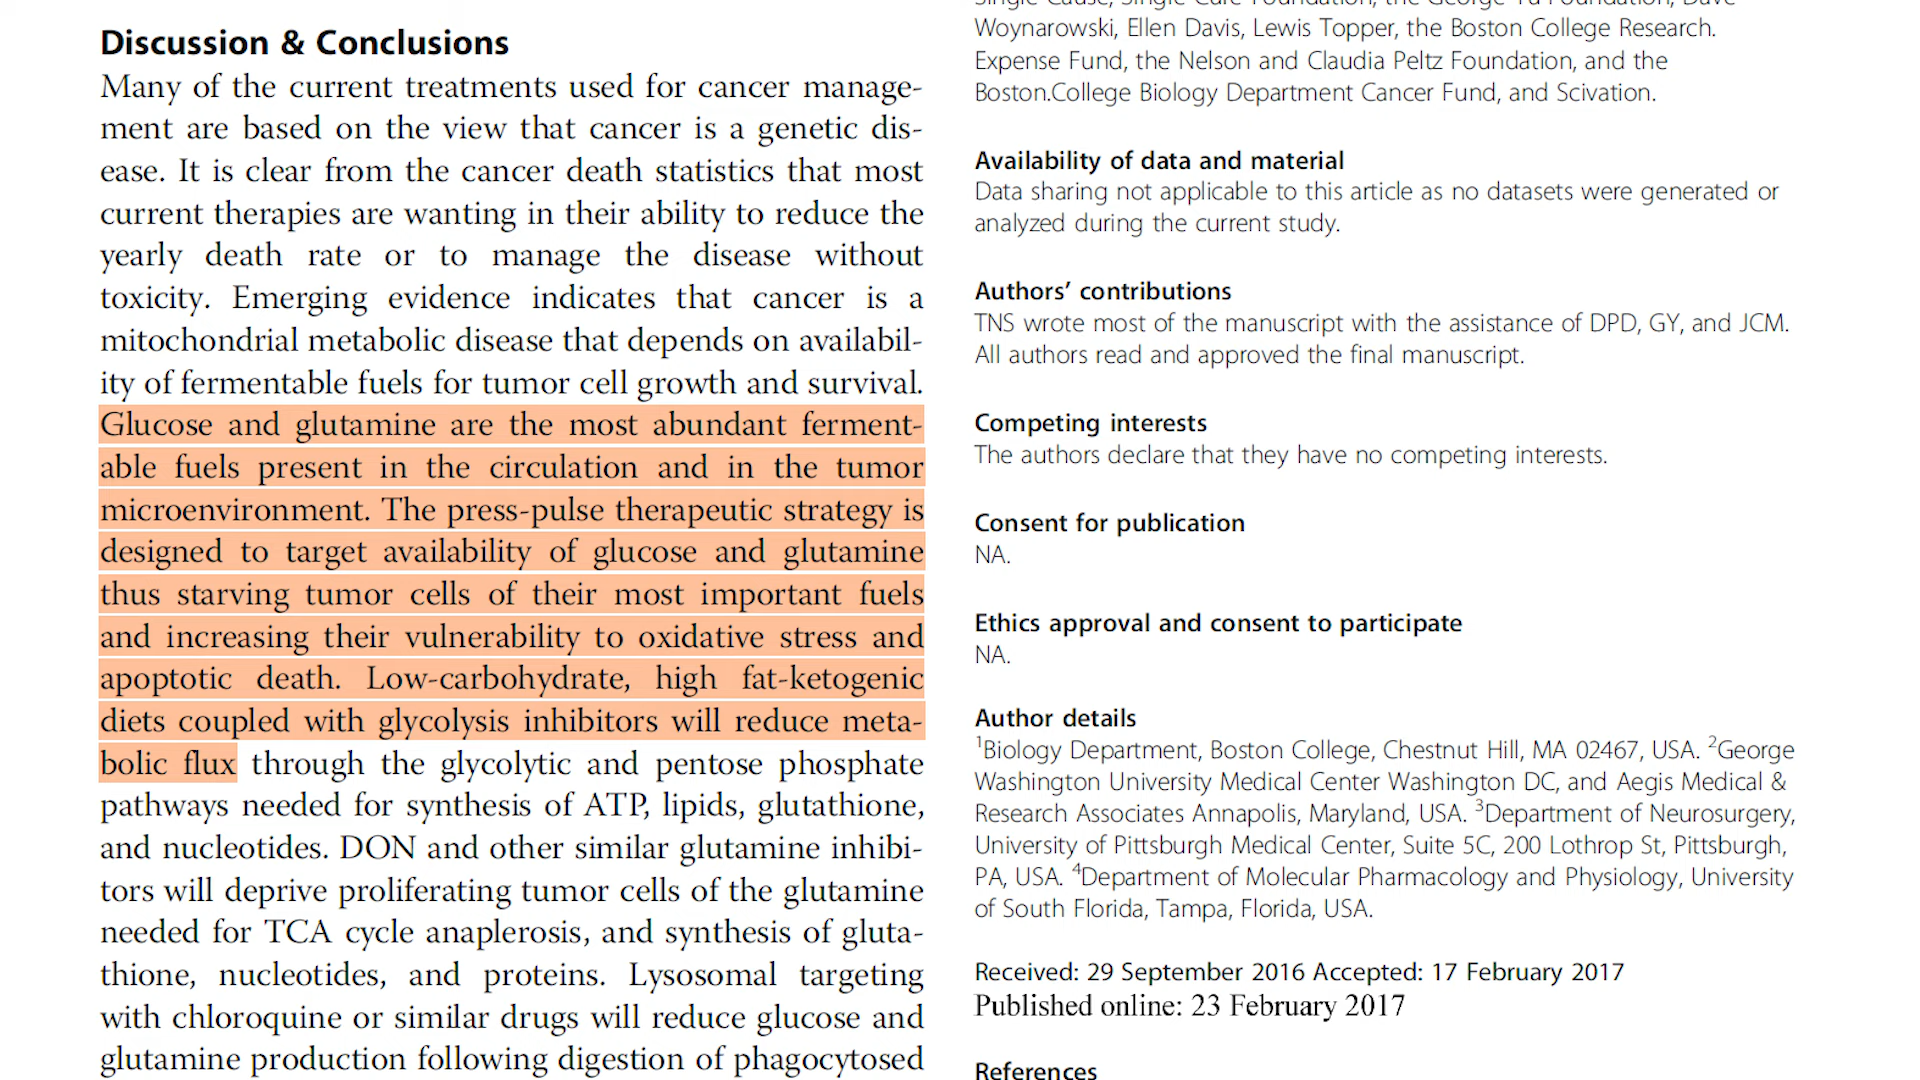 Discussion & Conclusions
Many of the current treatments used for cancer manage-
ment are based on the view that cancer is a genetic dis-
ease. It is clear from the cancer death statistics that most
current therapies are wanting in their ability to reduce the
yearly death rate or to manage the disease without
toxicity. Emerging evidence indicates that cancer is a
mitochondrial metabolic disease that depends on availabil-
ity of fermentable fuels for tumor cell growth and survival.
Glucose and glutamine are the most abundant ferment-
able fuels present in the circulation and in the tumor
microenvironment. The press-pulse therapeutic strategy is
designed to target availability of glucose and glutamine
thus starving tumor cells of their most important fuels
and increasing their vulnerability to oxidative stress and
apoptotic death. Low-carbohydrate, high fat-ketogenic
diets coupled with glycolysis inhibitors will reduce meta-
bolic flux through the glycolytic and pentose phosphate
pathways needed for synthesis of ATP, lipids, glutathione,
and nucleotides. DON and other similar glutamine inhibi-
tors will deprive proliferating tumor cells of the glutamine
needed for TCA cycle anaplerosis, and synthesis of gluta-
thione, nucleotides, and proteins. Lysosomal targeting
with chloroquine or similar drugs will reduce glucose and
glutamine production following digestion of phagocytosed
Single Cause, Single Cure Foundation, the George Yu Foundation, Dave
Woynarowski, Ellen Davis, Lewis Topper, the Boston College Research.
Expense Fund, the Nelson and Claudia Peltz Foundation, and the
Boston.College Biology Department Cancer Fund, and Scivation.
Availability of data and material
Data sharing not applicable to this article as no datasets were generated or
analyzed during the current study.
Authors' contributions
TNS wrote most of the manuscript with the assistance of DPD, GY, and JCM.
All authors read and approved the final manuscript.
Competing interests
The authors declare that they have no competing interests.
Consent for publication
NA.
Ethics approval and consent to participate
NA.
Author details
1Biology Department, Boston College, Chestnut Hill, MA 02467, USA. 2George
Washington University Medical Center Washington DC, and Aegis Medical &
Research Associates Annapolis, Maryland, USA. 3Department of Neurosurgery,
University of Pittsburgh Medical Center, Suite 5C, 200 Lothrop St, Pittsburgh,
PA, USA. 4Department of Molecular Pharmacology and Physiology, University
of South Florida, Tampa, Florida, USA.
Received: 29 September 2016 Accepted: 17 February 2017
Published online: 23 February 2017
References